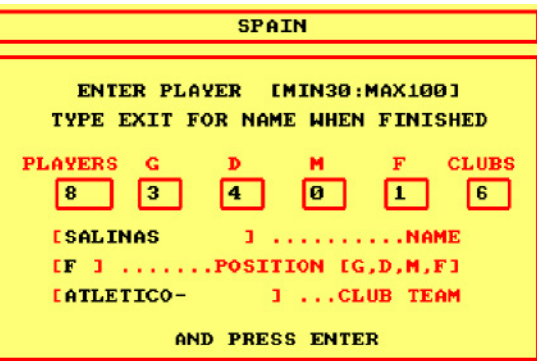 SPAIN
ENTER PLAYER [MIN30:MAX100]
TYPE EXIT FOR NAME WHEN FINISHED
PLAYERS G D M F CLUBS
8 3 4 0 1 6
[SALINAS ] ..........NAME
[F ] .......POSITION [G,D,M,F]
[ATLETICO- ] ...CLUB TEAM
AND PRESS ENTER